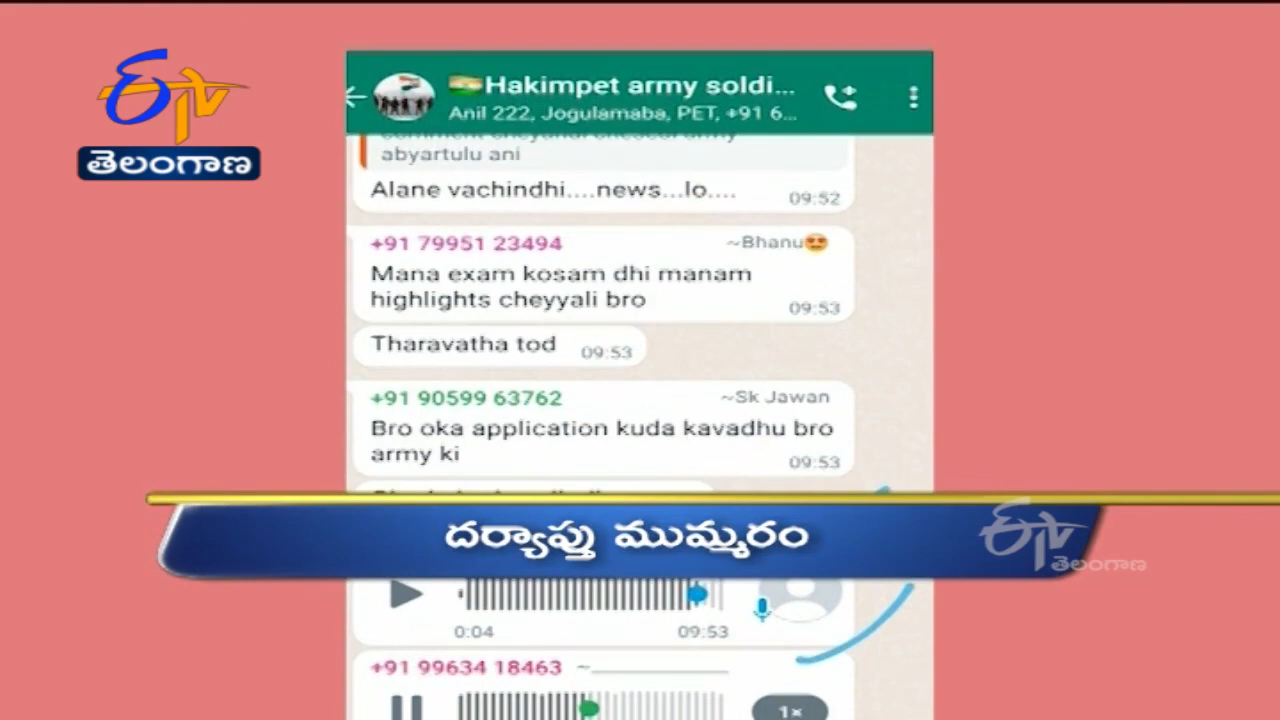 ETV
తెలంగాణ
🇮🇳Hakimpet army soldi...
Anil 222, Jogulamaba, PET, +91 6...
abyartulu ani
Alane vachindhi....news...lo....
09:52
+91 79951 23494
~Bhanu😍
Mana exam kosam dhi manam
highlights cheyyali bro
09:53
Tharavatha tod
09:53
+91 90599 63762
~Sk Jawan
Bro oka application kuda kavadhu bro
army ki
09:53
దర్యాప్తు ముమ్మరం
ETV
తెలంగాణ
0:04
09:53
+91 99634 18463 ~
1×